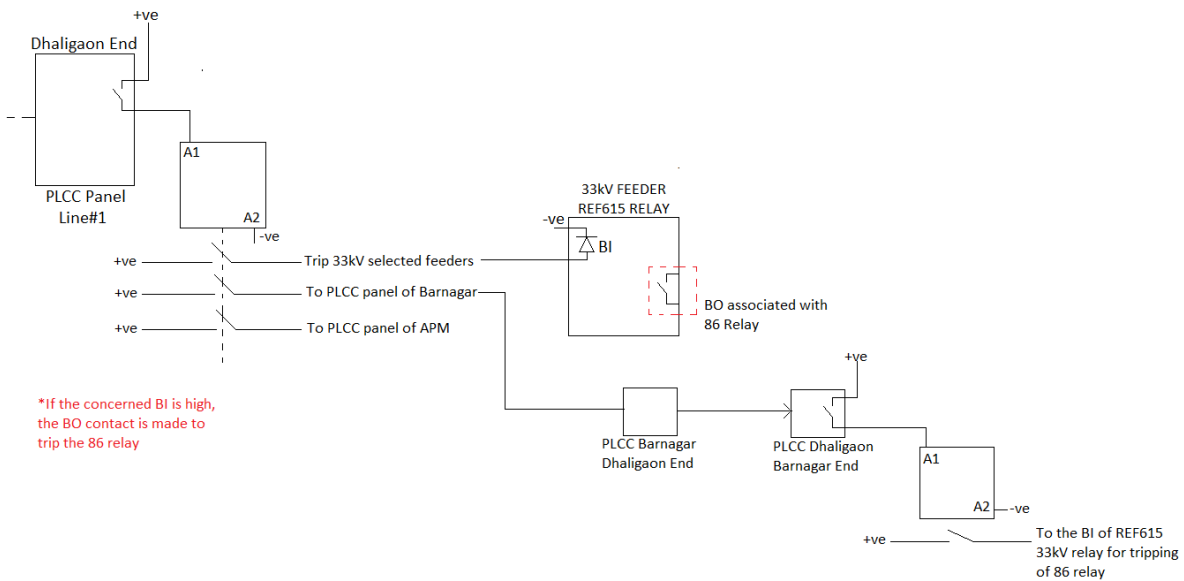 +ve
Dhaligaon End
PLCC Panel
Line#1
A1
A2
-ve
+ve
Trip 33kV selected feeders
+ve
To PLCC panel of Barnagar
+ve
To PLCC panel of APM
33kV FEEDER
REF615 RELAY
-ve
BI
BO associated with
86 Relay
*If the concerned BI is high,
the BO contact is made to
trip the 86 relay
PLCC Barnagar
Dhaligaon End
+ve
PLCC Dhaligaon
Barnagar End
A1
A2
-ve
+ve
To the BI of REF615
33kV relay for tripping
of 86 relay